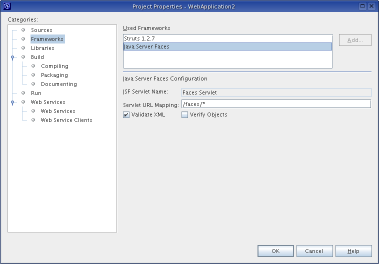 Project Properties - WebApplication2
Categories:
Sources
Frameworks
Libraries
Build
Compiling
Packaging
Documenting
Run
Web Services
Web Services
Web Service Clients
Used Frameworks
Struts 1.2.7
Java Server Faces
Add...
Java Server Faces Configuration
JSF Servlet Name: Faces Servlet
Servlet URL Mapping: /faces/*
Validate XML Verify Objects
OK Cancel Help